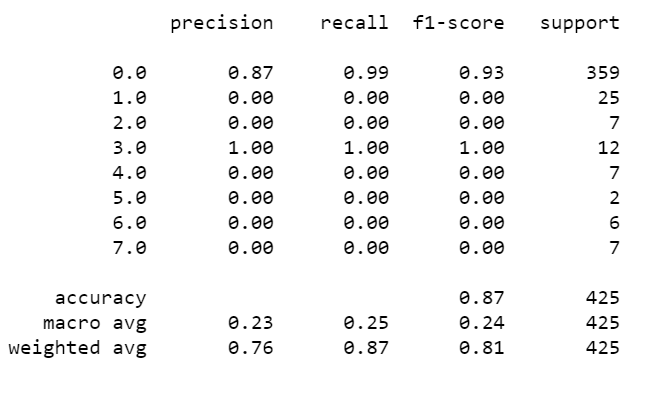 precision recall f1-score support
0.0 0.87 0.99 0.93 359
1.0 0.00 0.00 0.00 25
2.0 0.00 0.00 0.00 7
3.0 1.00 1.00 1.00 12
4.0 0.00 0.00 0.00 7
5.0 0.00 0.00 0.00 2
6.0 0.00 0.00 0.00 6
7.0 0.00 0.00 0.00 7
accuracy 0.87 425
macro avg 0.23 0.25 0.24 425
weighted avg 0.76 0.87 0.81 425